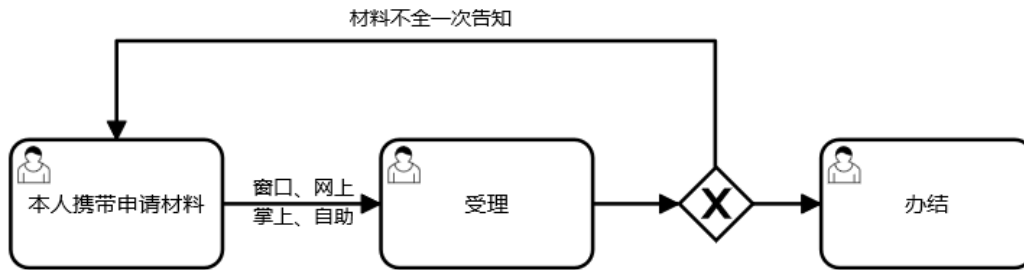 材料不全一次告知
本人携带申请材料
窗口、网上
掌上、自助
受理
X
办结